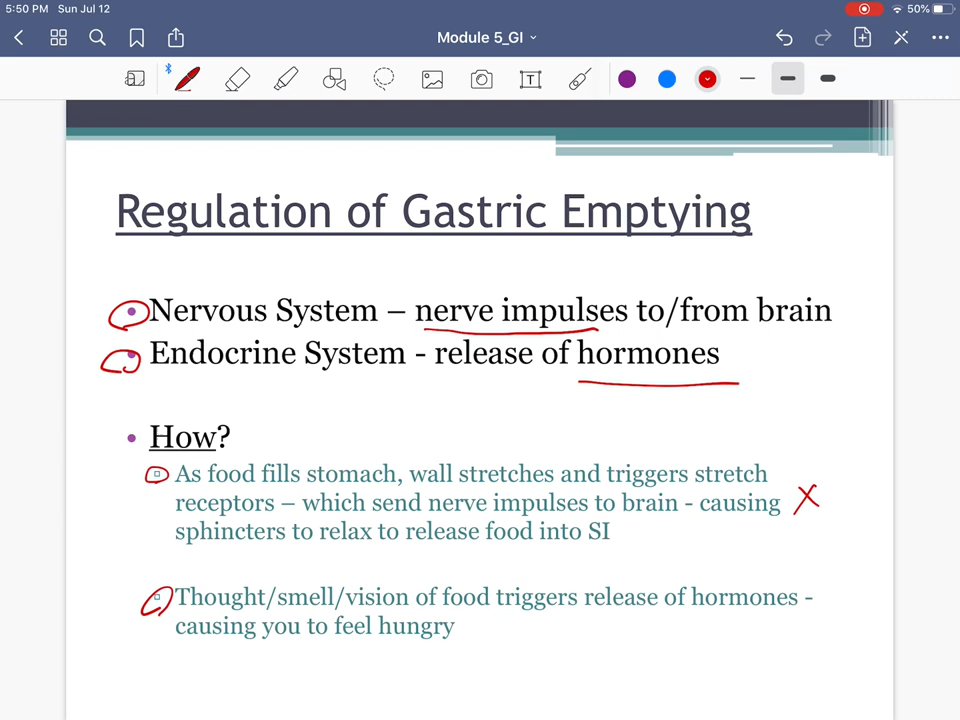 5:50 PM Sun Jul 12
50%
Module 5_GI
T
Regulation of Gastric Emptying
• Nervous System – nerve impulses to/from brain
• Endocrine System - release of hormones
• How?
▫ As food fills stomach, wall stretches and triggers stretch
receptors – which send nerve impulses to brain - causing X
sphincters to relax to release food into SI
▫ Thought/smell/vision of food triggers release of hormones -
causing you to feel hungry